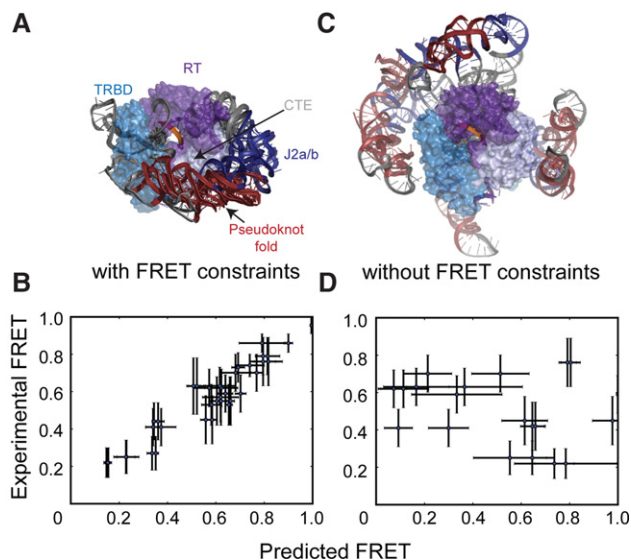 A
C
RT
TRBD
CTE
J2a/b
Pseudoknot
fold
with FRET constraints
without FRET constraints
B
D
Experimental FRET
1.0
0.8
0.6
0.4
0.2
0
0.2
0.4
0.6
0.8
1.0
1.0
0.8
0.6
0.4
0.2
0
0.2
0.4
0.6
0.8
1.0
Predicted FRET